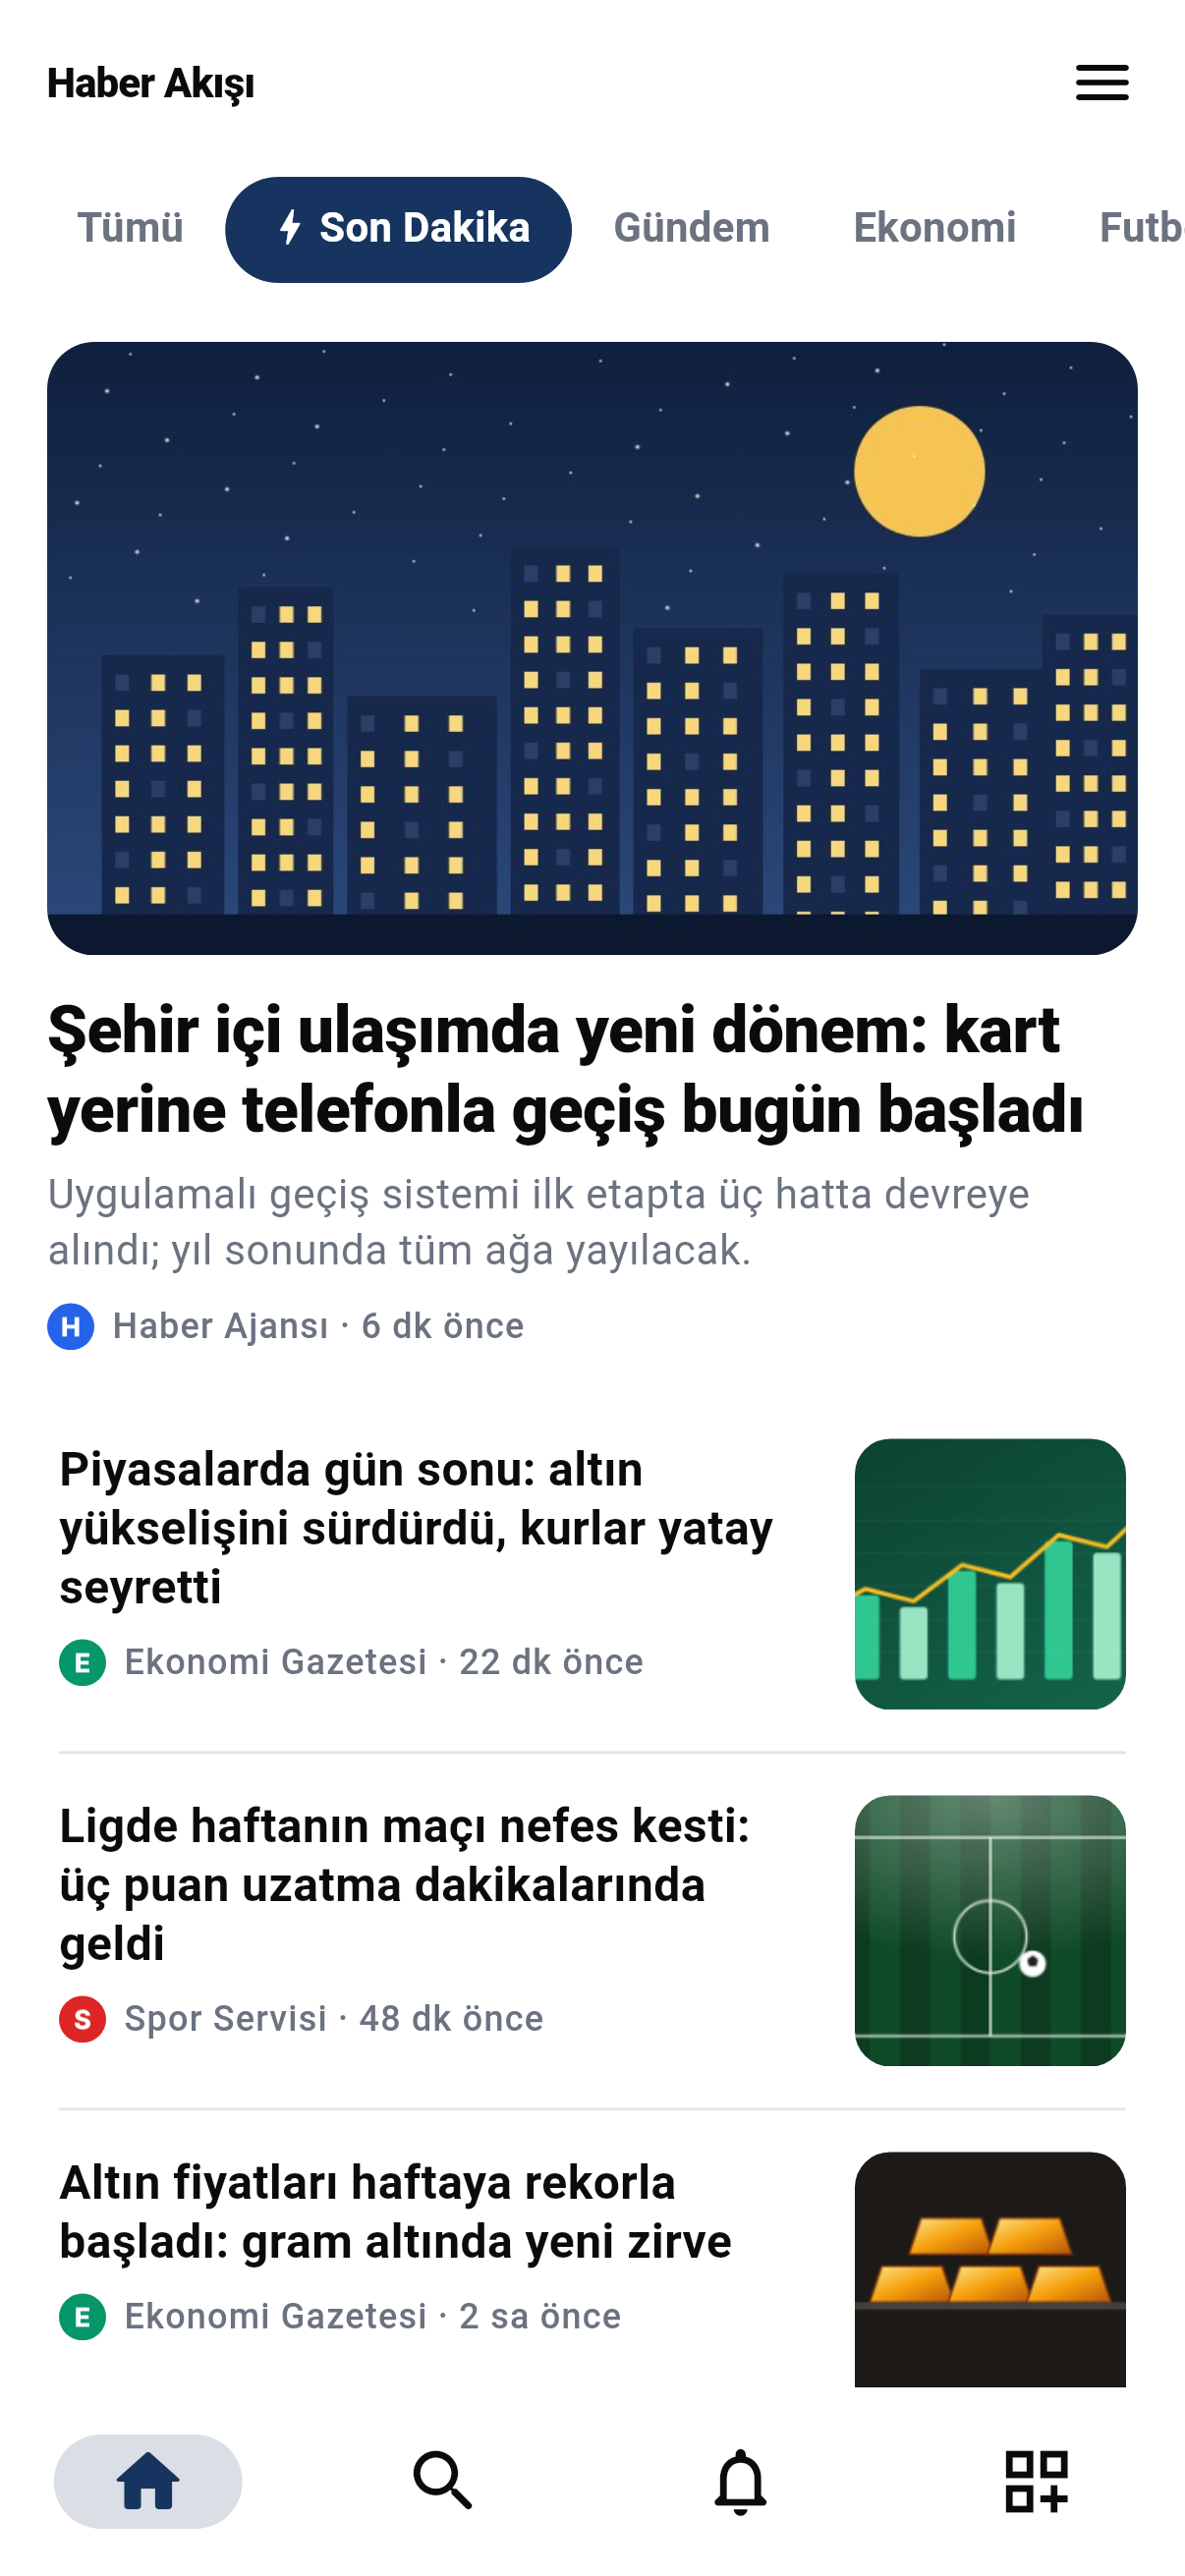 Haber Akışı
Tümü
Son Dakika
Gündem
Ekonomi
Şehir içi ulaşımda yeni dönem: kart
yerine telefonla geçiş bugün başladı
Uygulamalı geçiş sistemi ilk etapta üç hatta devreye
alındı; yıl sonunda tüm ağa yayılacak.
H Haber Ajansı · 6 dk önce
Piyasalarda gün sonu: altın
yükselişini sürdürdü, kurlar yatay
seyretti
E Ekonomi Gazetesi · 22 dk önce
Ligde haftanın maçı nefes kesti:
üç puan uzatma dakikalarında
geldi
S Spor Servisi · 48 dk önce
Altın fiyatları haftaya rekorla
başladı: gram altında yeni zirve
E Ekonomi Gazetesi · 2 sa önce